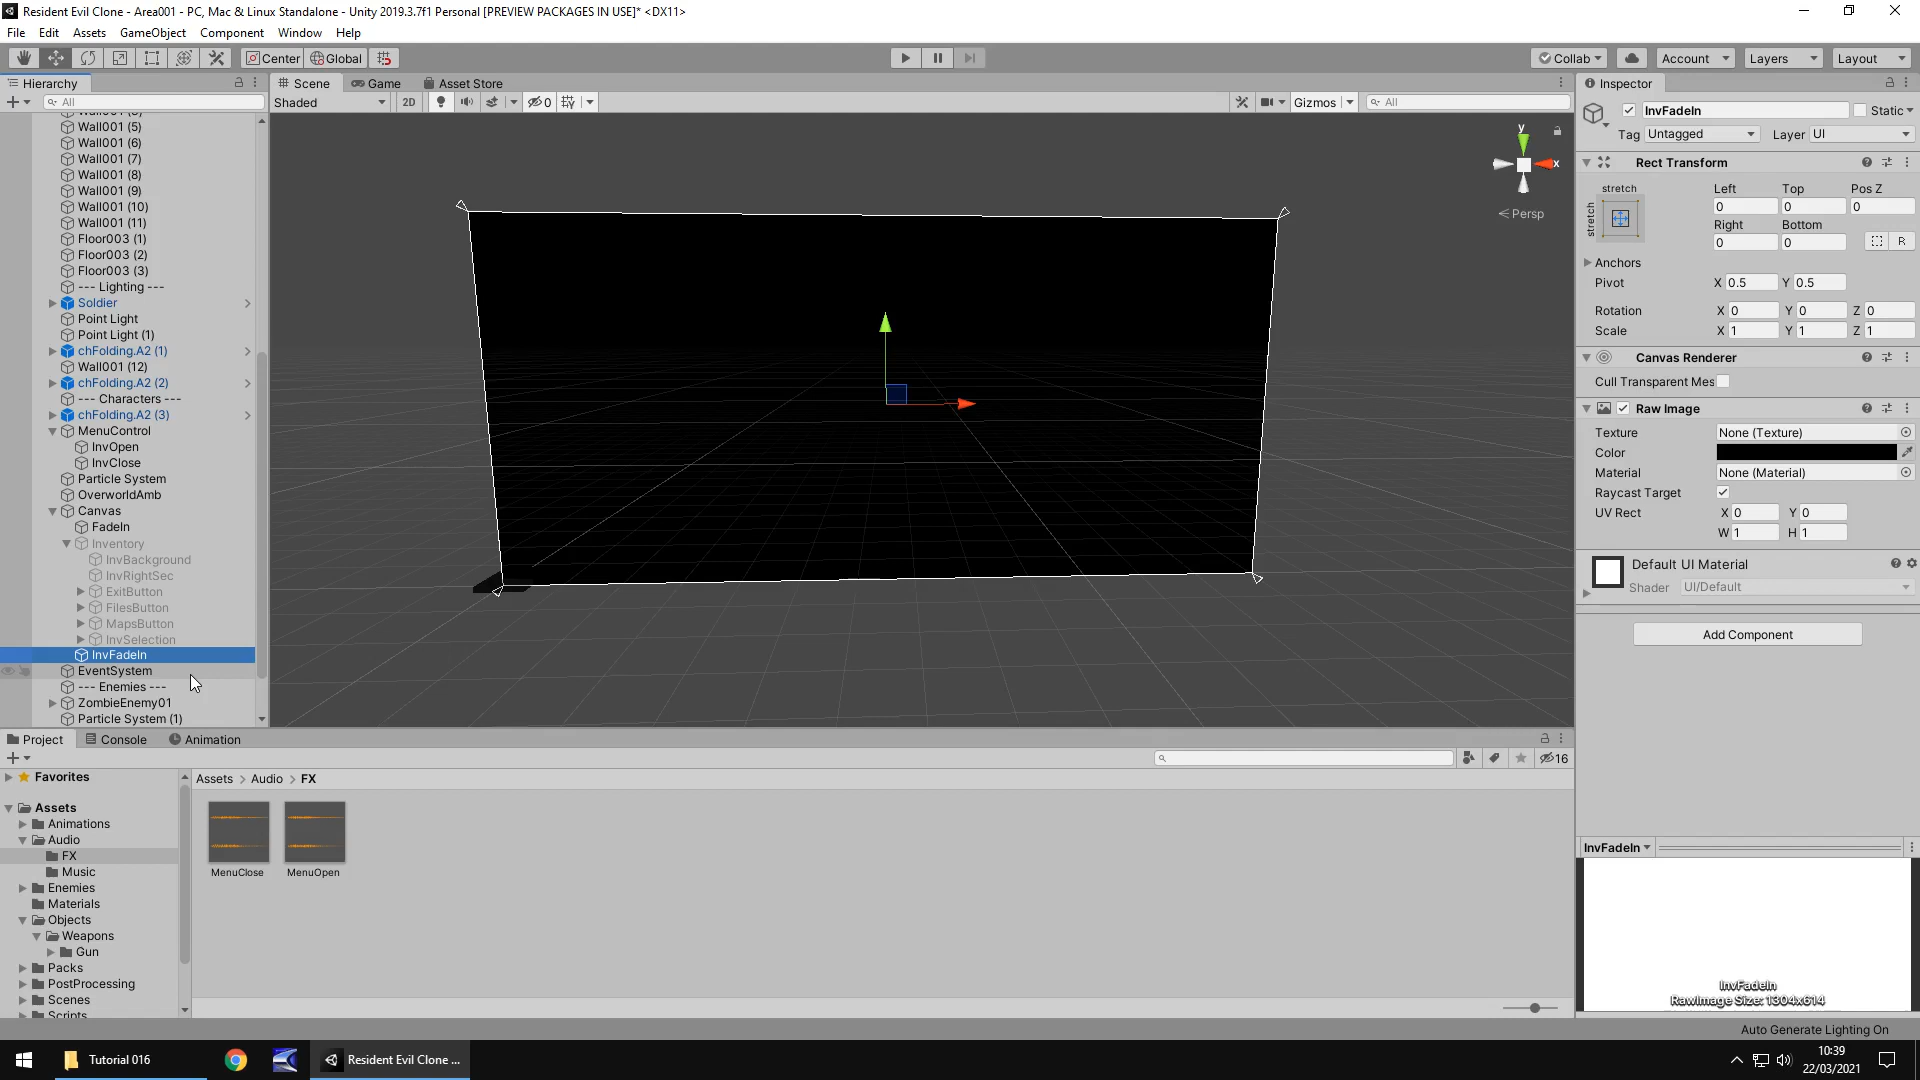 Resident Evil Clone - Area001 - PC, Mac & Linux Standalone - Unity 2019.3.7f1 Personal [PREVIEW PACKAGES IN USE]* <DX11>
File Edit Assets GameObject Component Window Help
Center Global Collab Account Layers Layout
Hierarchy
All
Wall001 (5)
Wall001 (6)
Wall001 (7)
Wall001 (8)
Wall001 (9)
Wall001 (10)
Wall001 (11)
Floor003 (1)
Floor003 (2)
Floor003 (3)
--- Lighting ---
Soldier
Point Light
Point Light (1)
chFolding.A2 (1)
Wall001 (12)
chFolding.A2 (2)
--- Characters ---
chFolding.A2 (3)
MenuControl
InvOpen
InvClose
Particle System
OverworldAmb
Canvas
FadeIn
Inventory
InvBackground
InvRightSec
ExitButton
FilesButton
MapsButton
InvSelection
InvFadeIn
EventSystem
--- Enemies ---
ZombieEnemy01
Particle System (1)
Scene Game Asset Store
Shaded 2D 0 Gizmos All
y
x
Persp
Inspector
InvFadeIn Static
Tag Untagged Layer UI
Rect Transform
stretch Left Top Pos Z
stretch 0 0 0
Right Bottom
0 0 R
Anchors
Pivot X 0.5 Y 0.5
Rotation X 0 Y 0 Z 0
Scale X 1 Y 1 Z 1
Canvas Renderer
Cull Transparent Mes
Raw Image
Texture None (Texture)
Color
Material None (Material)
Raycast Target
UV Rect X 0 Y 0
W 1 H 1
Default UI Material
Shader UI/Default
Add Component
InvFadeIn
InvFadeIn
RawImage Size: 1304x614
Project Console Animation
16
Favorites
Assets
Animations
Audio
FX
Music
Enemies
Materials
Objects
Weapons
Gun
Packs
PostProcessing
Scenes
Scripts
Assets > Audio > FX
MenuClose MenuOpen
Auto Generate Lighting On
Tutorial 016 Resident Evil Clone ...
10:39
22/03/2021